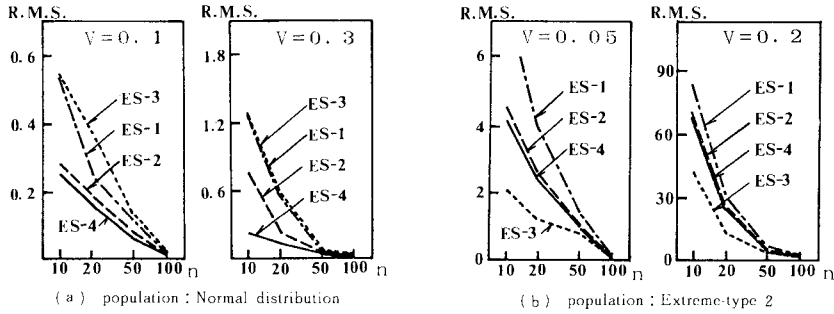 R.M.S.
V=0.1
0.6
0.4
0.2
ES-3
ES-1
ES-2
ES-4
10 20 50 100
R.M.S.
V=0.3
1.8
1.2
0.6
ES-3
ES-1
ES-2
ES-4
10 20 50 100 n
(a) population : Normal distribution
R.M.S.
V=0.05
6
4
2
0
ES-1
ES-2
ES-4
ES-3
10 20 50 100
R.M.S.
V=0.2
90
60
30
0
ES-1
ES-2
ES-4
ES-3
10 20 50 100 n
(b) population : Extreme-type 2